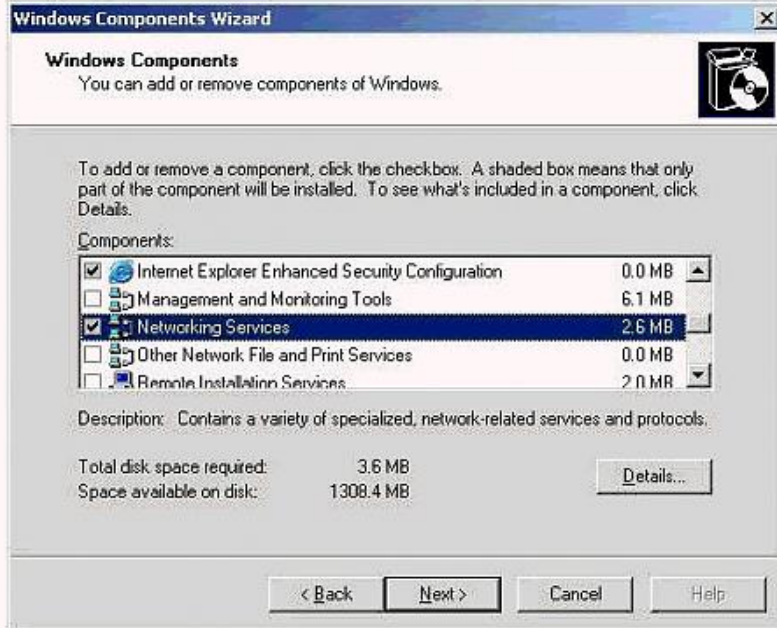 Windows Components Wizard
Windows Components
You can add or remove components of Windows.
To add or remove a component, click the checkbox. A shaded box means that only
part of the component will be installed. To see what's included in a component, click
Details.
Components:
Internet Explorer Enhanced Security Configuration 0.0 MB
Management and Monitoring Tools 6.1 MB
Networking Services 2.6 MB
Other Network File and Print Services 0.0 MB
Remote Installation Services 2.0 MB
Description: Contains a variety of specialized, network-related services and protocols.
Total disk space required: 3.6 MB
Space available on disk: 1308.4 MB
Details...
< Back Next > Cancel Help